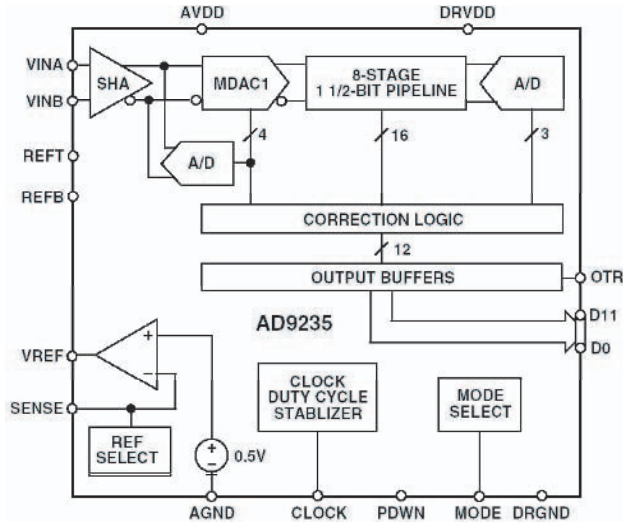 AVDD DRVDD
VINA
SHA
MDAC1
8-STAGE
1 1/2-BIT PIPELINE
A/D
VINB
4 16 3
REFT
A/D
REFB
CORRECTION LOGIC
12
OUTPUT BUFFERS
OTR
D11
AD9235
D0
VREF
+
−
SENSE
CLOCK
DUTY CYCLE
STABLIZER
MODE
SELECT
REF
SELECT
+
−
0.5V
AGND CLOCK PDWN MODE DRGND